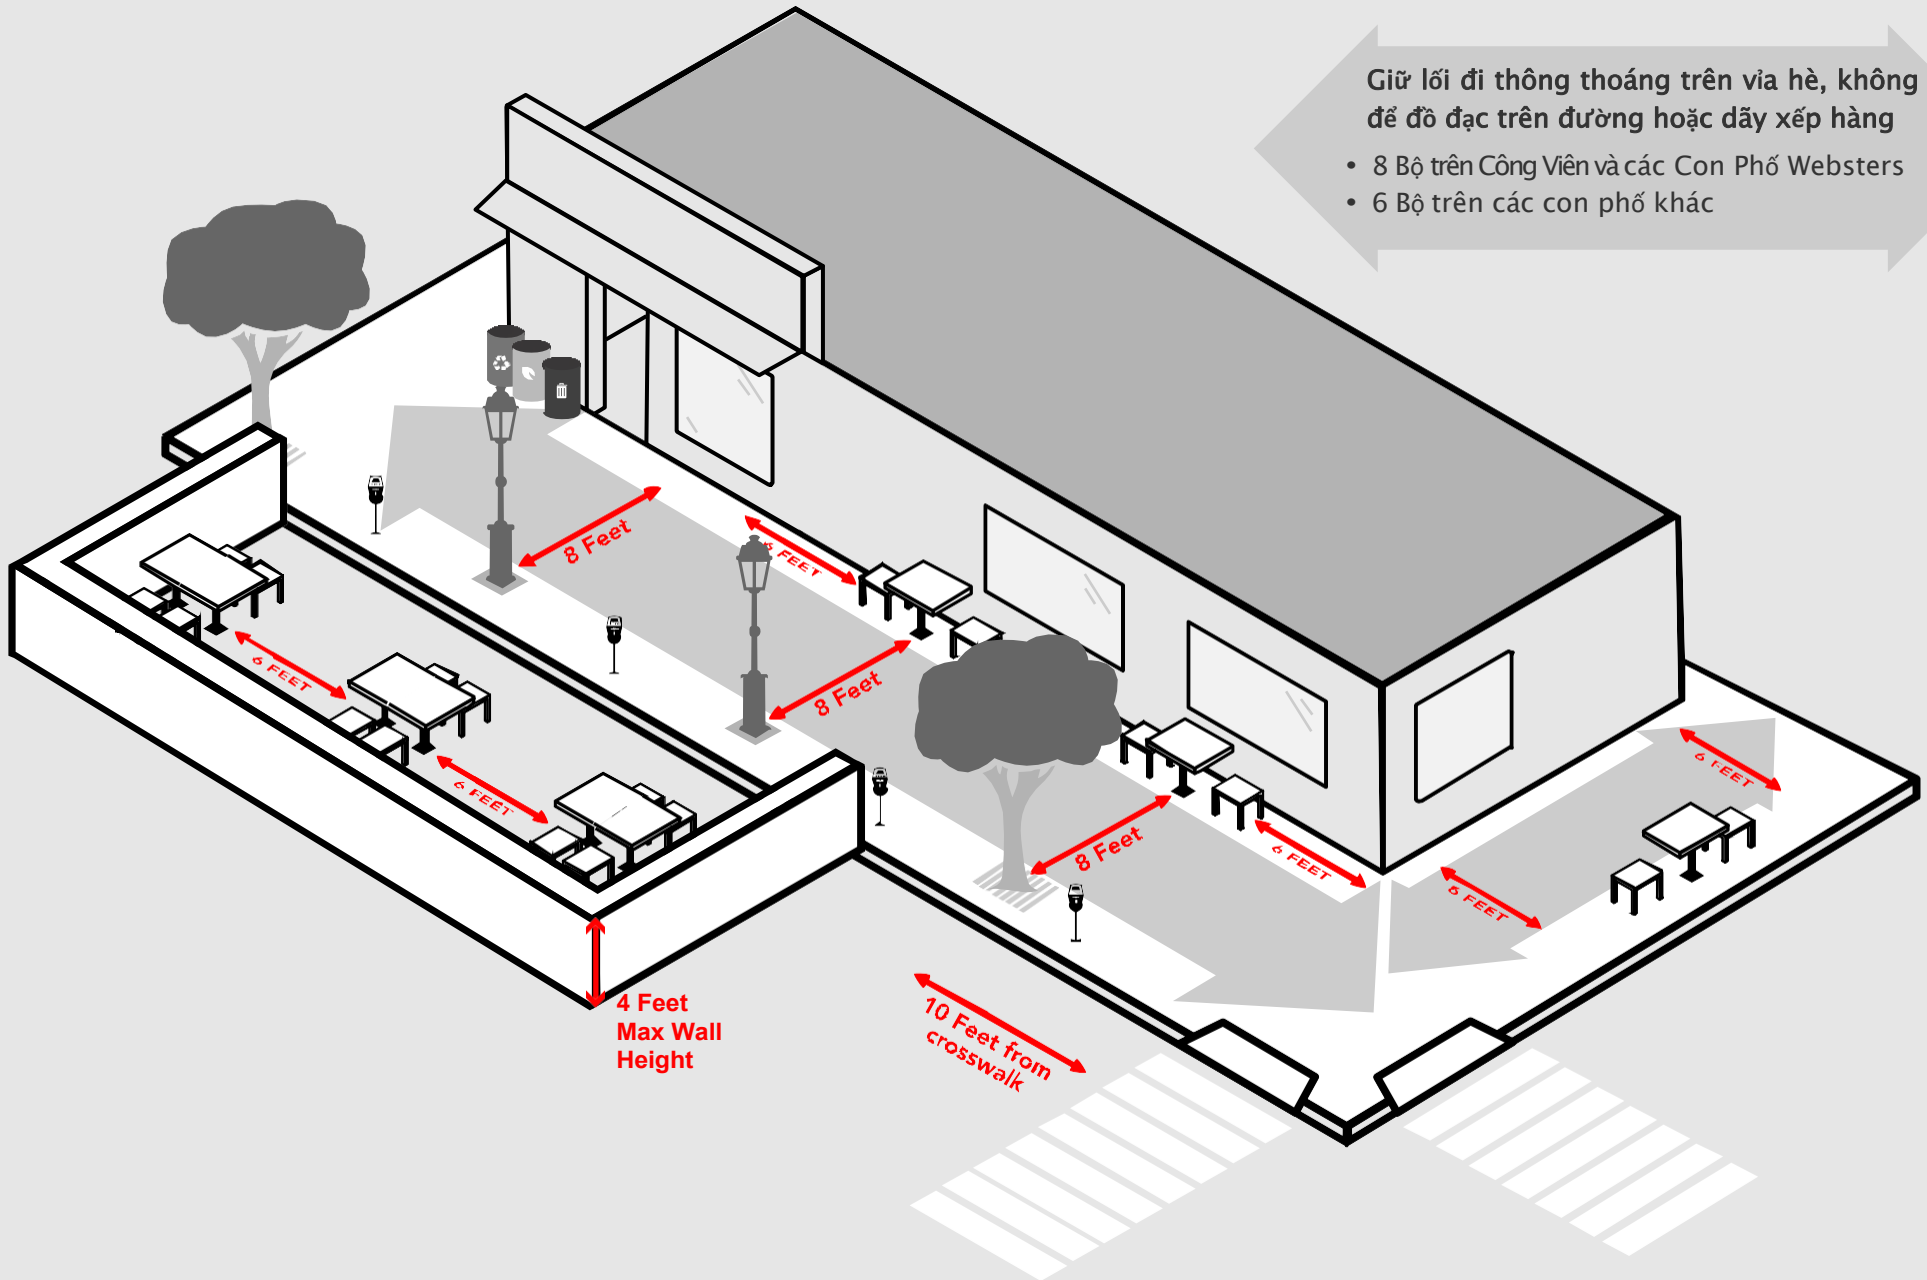 Giữ lối đi thông thoáng trên vỉa hè, không
để đồ đạc trên đường hoặc dãy xếp hàng
• 8 Bộ trên Công Viên và các Con Phố Websters
• 6 Bộ trên các con phố khác
8 Feet
6 FEET
8 Feet
6 FEET
6 FEET
6 FEET
8 Feet
6 FEET
6 FEET
4 Feet
Max Wall
Height
10 Feet from
crosswalk